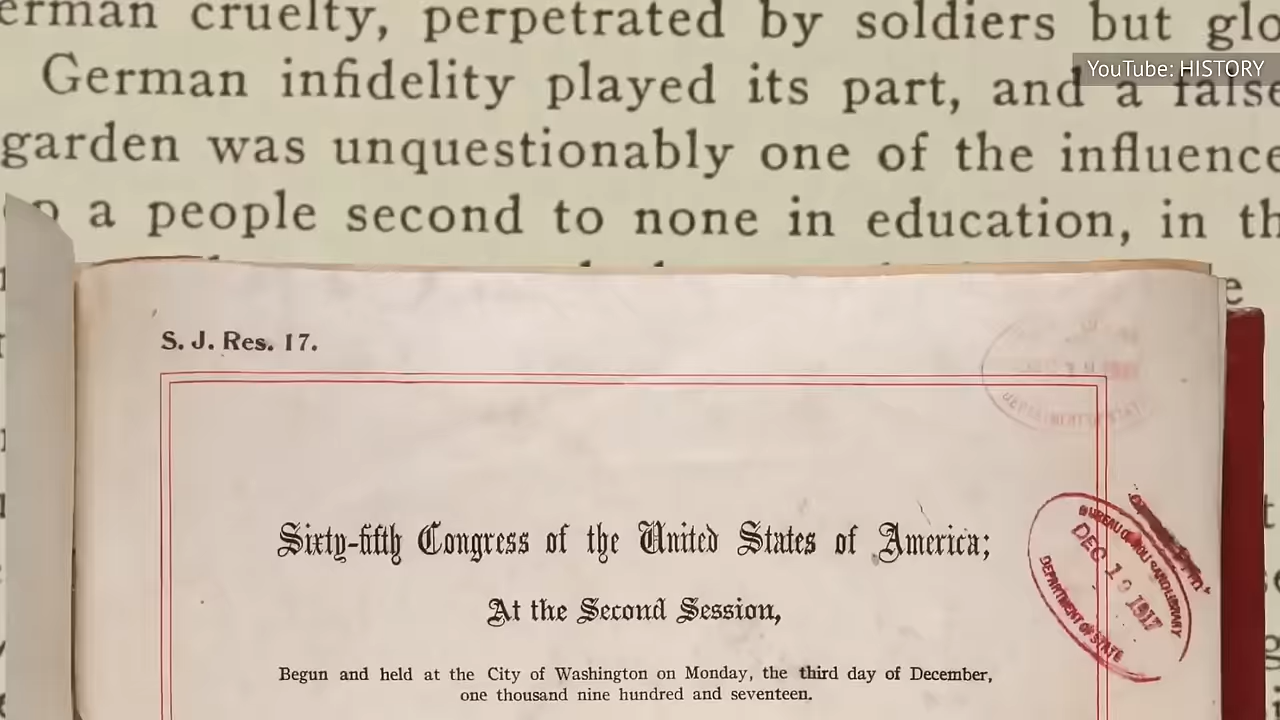 erman cruelty, perpetrated by soldiers but glo
YouTube: HISTORY
German infidelity played its part, and a false
garden was unquestionably one of the influence
a people second to none in education, in th
S. J. Res. 17.
Sixty-fifth Congress of the United States of America;
At the Second Session,
DEC 19 1917
DEPARTMENT OF STATE
Begun and held at the City of Washington on Monday, the third day of December,
one thousand nine hundred and seventeen.